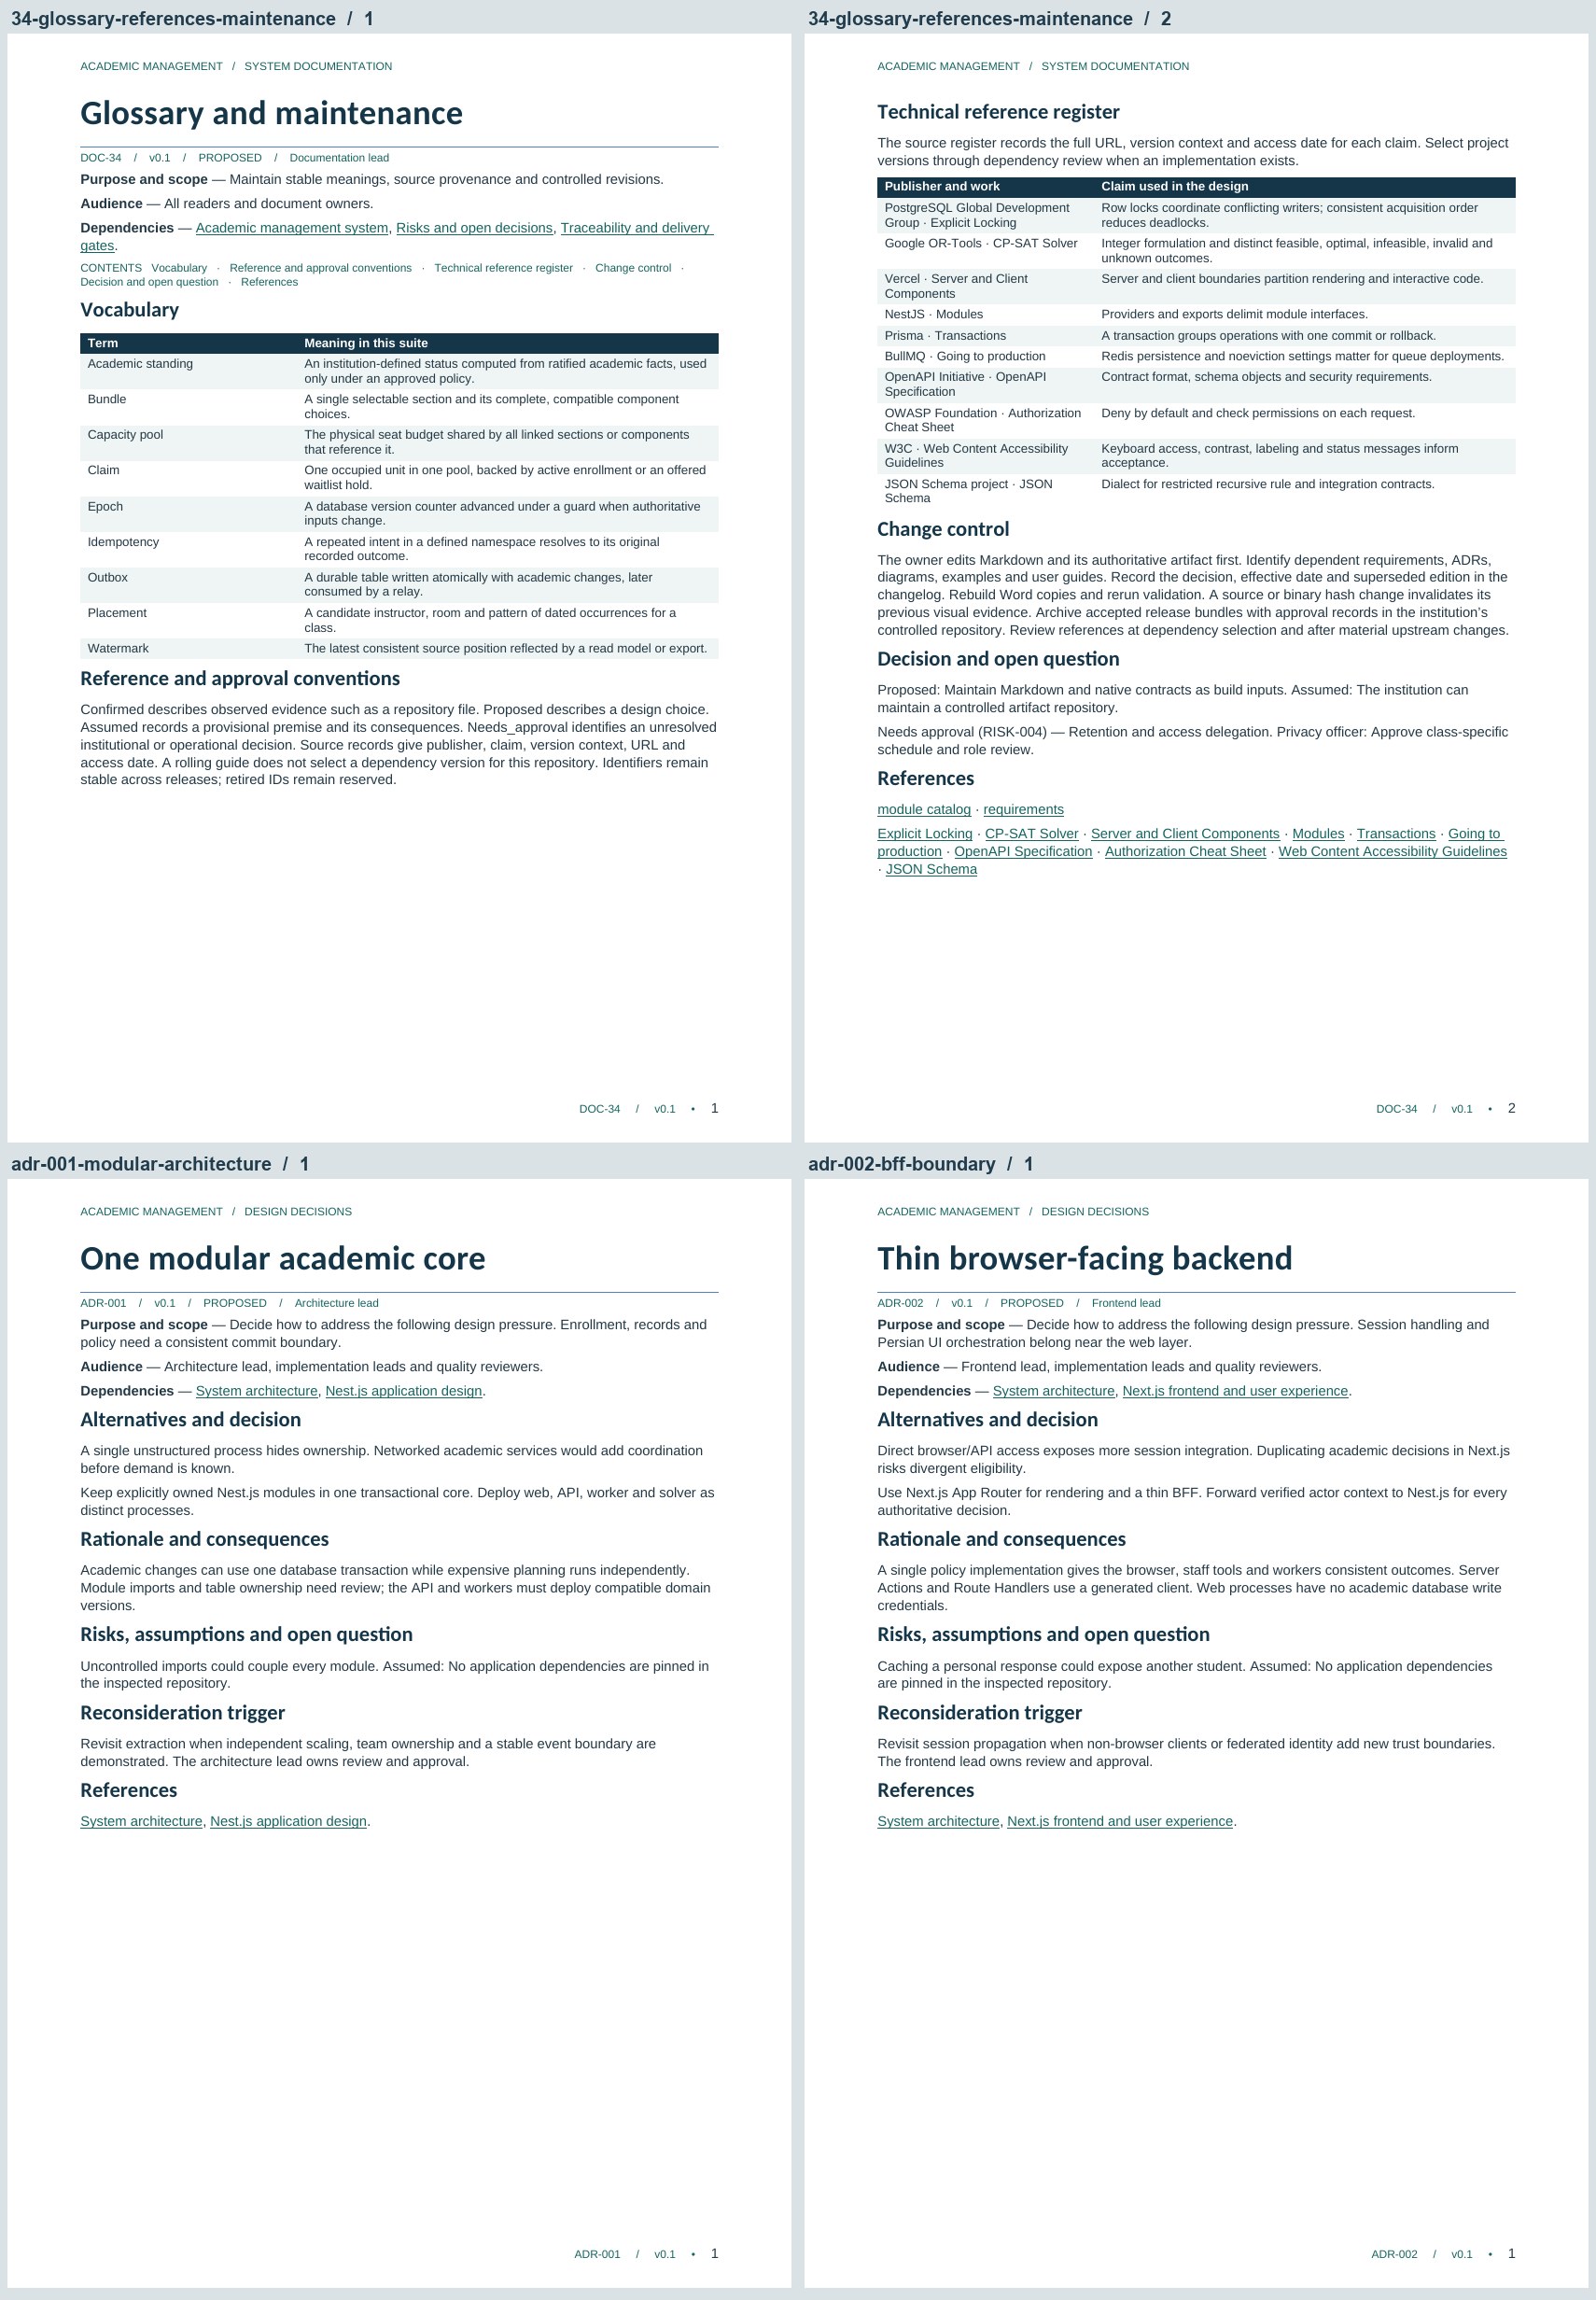 34-glossary-references-maintenance / 1
ACADEMIC MANAGEMENT / SYSTEM DOCUMENTATION
Glossary and maintenance
DOC-34 / v0.1 / PROPOSED / Documentation lead
Purpose and scope — Maintain stable meanings, source provenance and controlled revisions.
Audience — All readers and document owners.
Dependencies — Academic management system, Risks and open decisions, Traceability and delivery
gates.
CONTENTS Vocabulary · Reference and approval conventions · Technical reference register · Change control ·
Decision and open question · References
Vocabulary
Term Meaning in this suite
Academic standing An institution-defined status computed from ratified academic facts, used
only under an approved policy.
Bundle A single selectable section and its complete, compatible component
choices.
Capacity pool The physical seat budget shared by all linked sections or components
that reference it.
Claim One occupied unit in one pool, backed by active enrollment or an offered
waitlist hold.
Epoch A database version counter advanced under a guard when authoritative
inputs change.
Idempotency A repeated intent in a defined namespace resolves to its original
recorded outcome.
Outbox A durable table written atomically with academic changes, later
consumed by a relay.
Placement A candidate instructor, room and pattern of dated occurrences for a
class.
Watermark The latest consistent source position reflected by a read model or export.
Reference and approval conventions
Confirmed describes observed evidence such as a repository file. Proposed describes a design choice.
Assumed records a provisional premise and its consequences. Needs_approval identifies an unresolved
institutional or operational decision. Source records give publisher, claim, version context, URL and
access date. A rolling guide does not select a dependency version for this repository. Identifiers remain
stable across releases; retired IDs remain reserved.
DOC-34 / v0.1 • 1
34-glossary-references-maintenance / 2
ACADEMIC MANAGEMENT / SYSTEM DOCUMENTATION
Technical reference register
The source register records the full URL, version context and access date for each claim. Select project
versions through dependency review when an implementation exists.
Publisher and work Claim used in the design
PostgreSQL Global Development Row locks coordinate conflicting writers; consistent acquisition order
Group · Explicit Locking reduces deadlocks.
Google OR-Tools · CP-SAT Solver Integer formulation and distinct feasible, optimal, infeasible, invalid and
unknown outcomes.
Vercel · Server and Client Server and client boundaries partition rendering and interactive code.
Components
NestJS · Modules Providers and exports delimit module interfaces.
Prisma · Transactions A transaction groups operations with one commit or rollback.
BullMQ · Going to production Redis persistence and noeviction settings matter for queue deployments.
OpenAPI Initiative · OpenAPI Contract format, schema objects and security requirements.
Specification
OWASP Foundation · Authorization Deny by default and check permissions on each request.
Cheat Sheet
W3C · Web Content Accessibility Keyboard access, contrast, labeling and status messages inform
Guidelines acceptance.
JSON Schema project · JSON Dialect for restricted recursive rule and integration contracts.
Schema
Change control
The owner edits Markdown and its authoritative artifact first. Identify dependent requirements, ADRs,
diagrams, examples and user guides. Record the decision, effective date and superseded edition in the
changelog. Rebuild Word copies and rerun validation. A source or binary hash change invalidates its
previous visual evidence. Archive accepted release bundles with approval records in the institution's
controlled repository. Review references at dependency selection and after material upstream changes.
Decision and open question
Proposed: Maintain Markdown and native contracts as build inputs. Assumed: The institution can
maintain a controlled artifact repository.
Needs approval (RISK-004) — Retention and access delegation. Privacy officer: Approve class-specific
schedule and role review.
References
module catalog · requirements
Explicit Locking · CP-SAT Solver · Server and Client Components · Modules · Transactions · Going to
production · OpenAPI Specification · Authorization Cheat Sheet · Web Content Accessibility Guidelines
· JSON Schema
DOC-34 / v0.1 • 2
adr-001-modular-architecture / 1
ACADEMIC MANAGEMENT / DESIGN DECISIONS
One modular academic core
ADR-001 / v0.1 / PROPOSED / Architecture lead
Purpose and scope — Decide how to address the following design pressure. Enrollment, records and
policy need a consistent commit boundary.
Audience — Architecture lead, implementation leads and quality reviewers.
Dependencies — System architecture, Nest.js application design.
Alternatives and decision
A single unstructured process hides ownership. Networked academic services would add coordination
before demand is known.
Keep explicitly owned Nest.js modules in one transactional core. Deploy web, API, worker and solver as
distinct processes.
Rationale and consequences
Academic changes can use one database transaction while expensive planning runs independently.
Module imports and table ownership need review; the API and workers must deploy compatible domain
versions.
Risks, assumptions and open question
Uncontrolled imports could couple every module. Assumed: No application dependencies are pinned in
the inspected repository.
Reconsideration trigger
Revisit extraction when independent scaling, team ownership and a stable event boundary are
demonstrated. The architecture lead owns review and approval.
References
System architecture, Nest.js application design.
ADR-001 / v0.1 • 1
adr-002-bff-boundary / 1
ACADEMIC MANAGEMENT / DESIGN DECISIONS
Thin browser-facing backend
ADR-002 / v0.1 / PROPOSED / Frontend lead
Purpose and scope — Decide how to address the following design pressure. Session handling and
Persian UI orchestration belong near the web layer.
Audience — Frontend lead, implementation leads and quality reviewers.
Dependencies — System architecture, Next.js frontend and user experience.
Alternatives and decision
Direct browser/API access exposes more session integration. Duplicating academic decisions in Next.js
risks divergent eligibility.
Use Next.js App Router for rendering and a thin BFF. Forward verified actor context to Nest.js for every
authoritative decision.
Rationale and consequences
A single policy implementation gives the browser, staff tools and workers consistent outcomes. Server
Actions and Route Handlers use a generated client. Web processes have no academic database write
credentials.
Risks, assumptions and open question
Caching a personal response could expose another student. Assumed: No application dependencies
are pinned in the inspected repository.
Reconsideration trigger
Revisit session propagation when non-browser clients or federated identity add new trust boundaries.
The frontend lead owns review and approval.
References
System architecture, Next.js frontend and user experience.
ADR-002 / v0.1 • 1